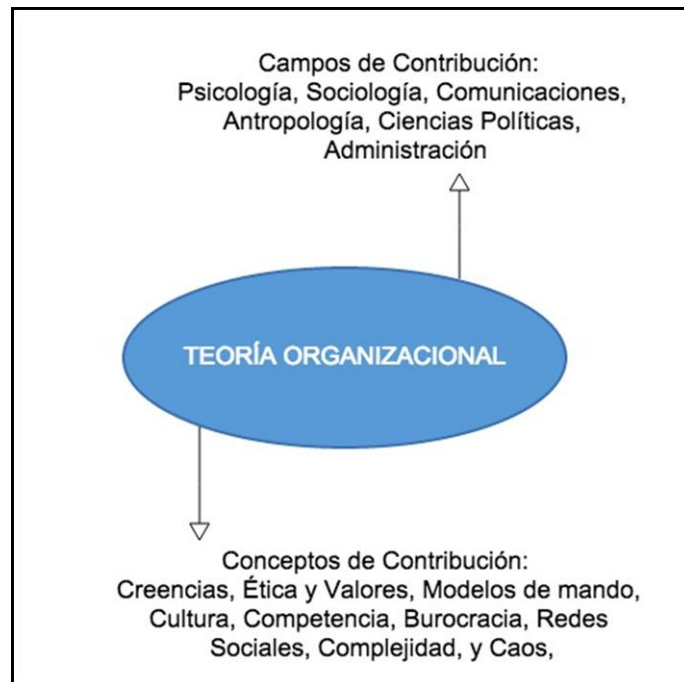 Campos de Contribución:
Psicología, Sociología, Comunicaciones,
Antropología, Ciencias Políticas,
Administración
TEORÍA ORGANIZACIONAL
Conceptos de Contribución:
Creencias, Ética y Valores, Modelos de mando,
Cultura, Competencia, Burocracia, Redes
Sociales, Complejidad, y Caos,